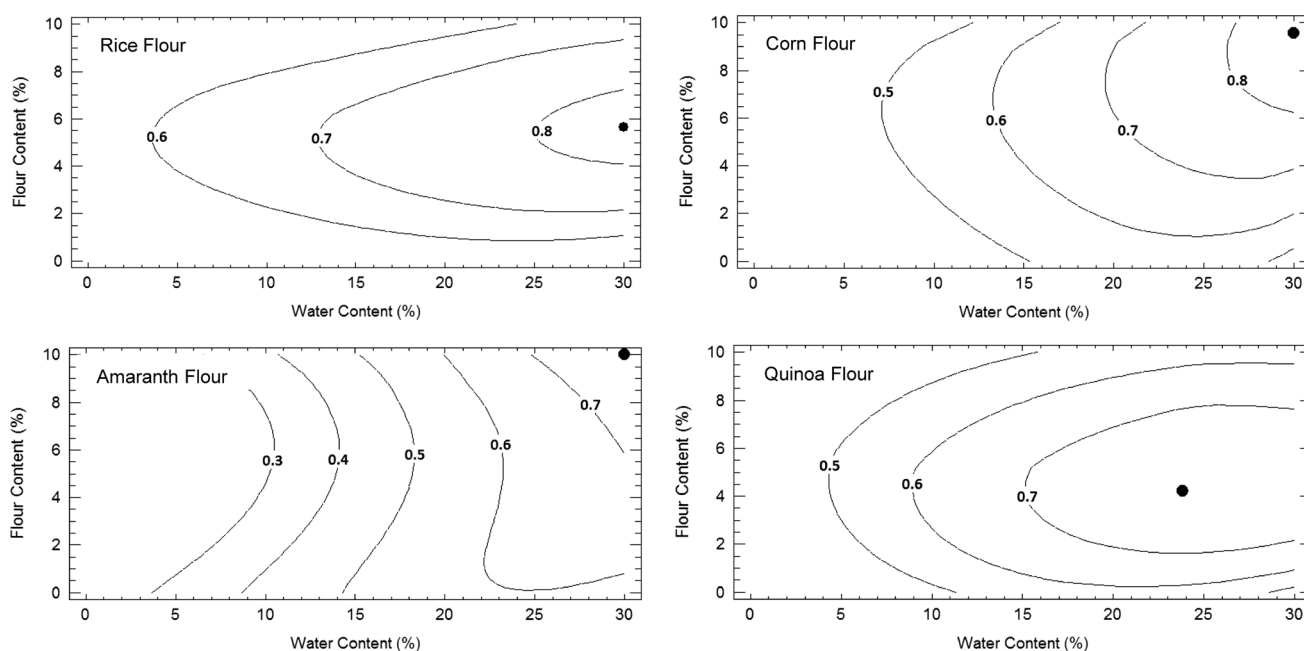 Rice Flour
Flour Content (%)
10
8
6
4
2
0
0.6
0.7
0.8
0 5 10 15 20 25 30
Water Content (%)
Corn Flour
Flour Content (%)
10
8
6
4
2
0
0.5
0.6
0.7
0.8
0 5 10 15 20 25 30
Water Content (%)
Amaranth Flour
Flour Content (%)
10
8
6
4
2
0
0.3
0.4
0.5
0.6
0.7
0 5 10 15 20 25 30
Water Content (%)
Quinoa Flour
Flour Content (%)
10
8
6
4
2
0
0.5
0.6
0.7
0 5 10 15 20 25 30
Water Content (%)